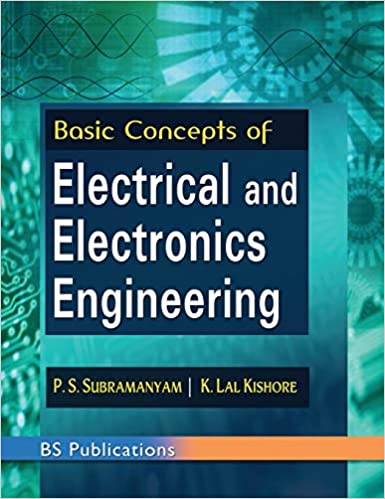 Basic Concepts of
Electrical and
Electronics
Engineering
P. S. SUBRAMANYAM | K. LAL KISHORE
BS Publications